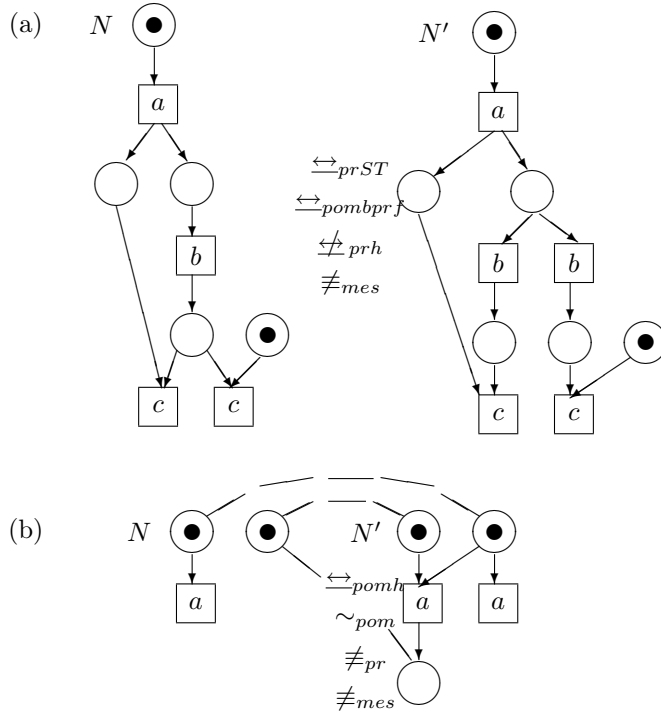 (a) N N′
a a
↔prST
↔pombprf
b ↮prh b b
≢mes
c c c c
(b) N N′
a ↔pomh a a
∼pom
≢pr
≢mes